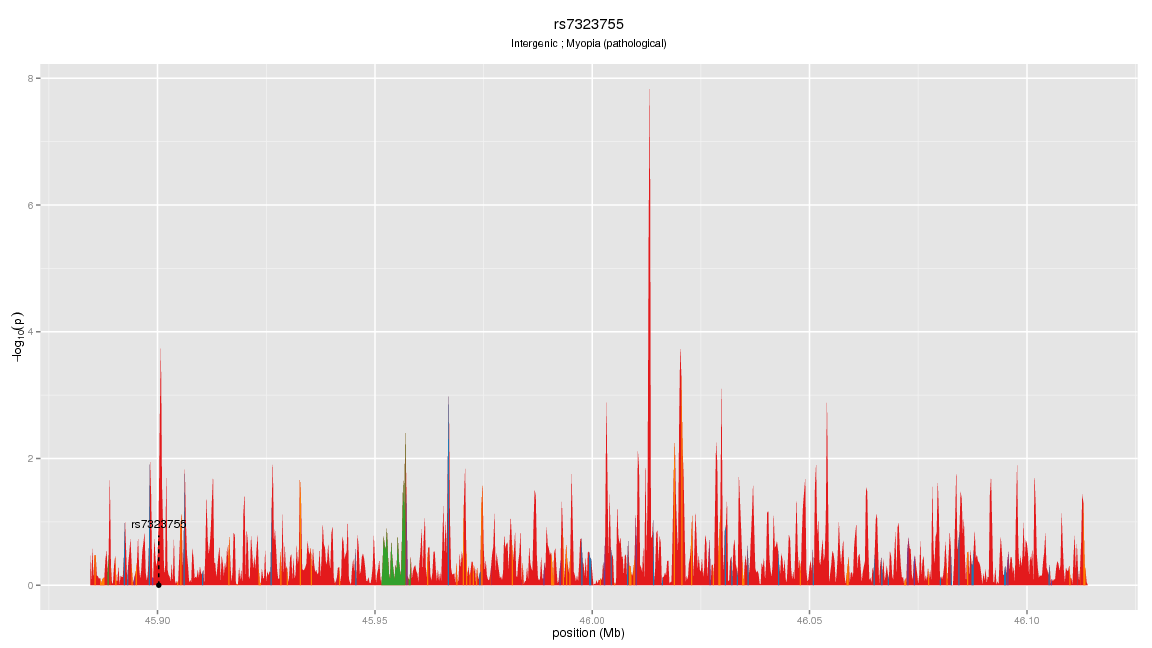 rs7323755
Intergenic ; Myopia (pathological)
−log10(p)
8
6
4
2
0
rs7323755
45.90 45.95 46.00 46.05 46.10
position (Mb)